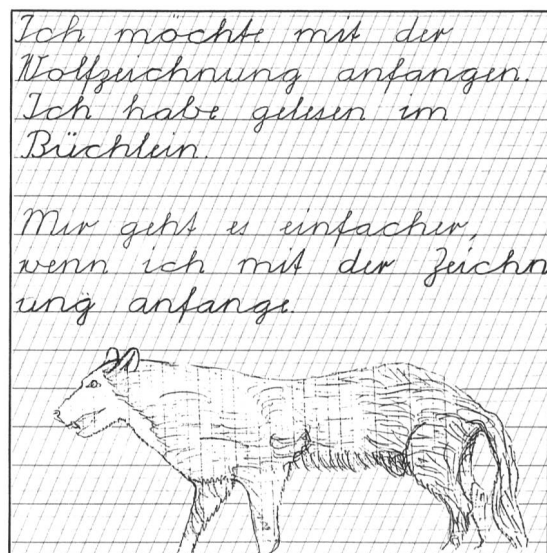 Ich möchte mit der
Wolfzeichnung anfangen.
Ich habe gelesen im
Büchlein.
Mir geht es einfacher,
wenn ich mit der Zeichn
ung anfange.